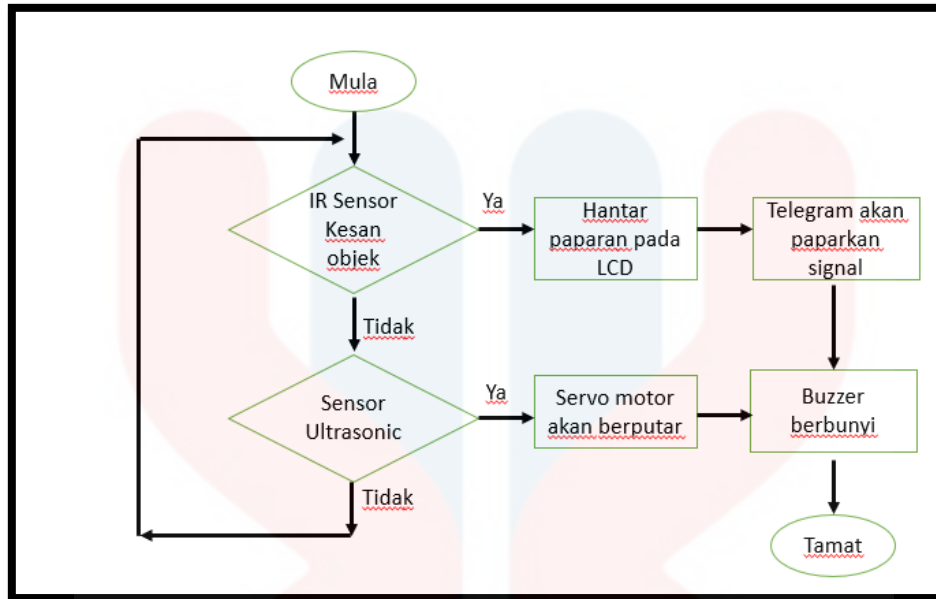 Mula
IR Sensor
Kesan
objek
Ya
Hantar
paparan pada
LCD
Telegram akan
paparkan
signal
Tidak
Sensor
Ultrasonic
Ya
Servo motor
akan berputar
Buzzer
berbunyi
Tidak
Tamat